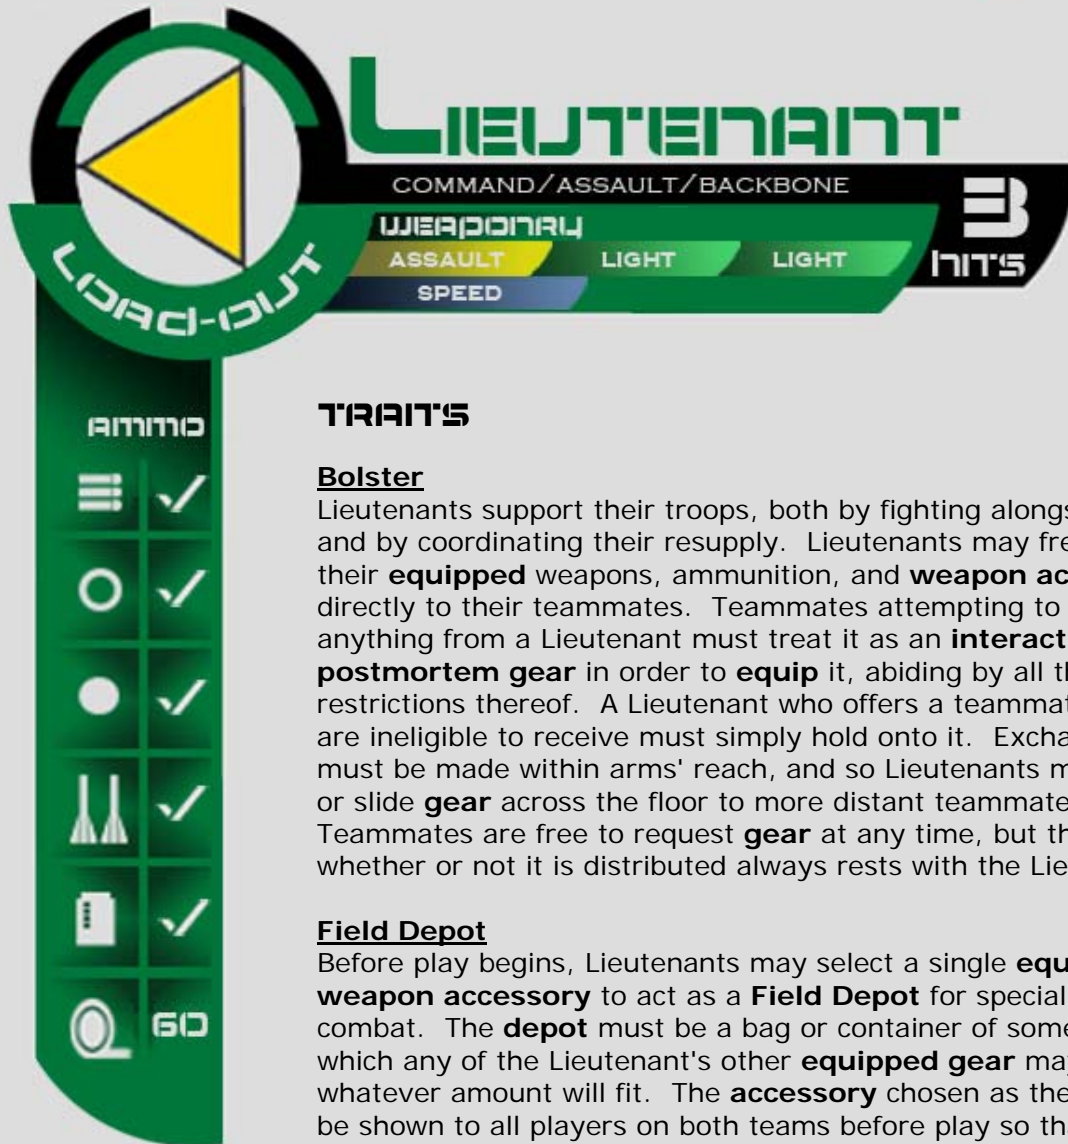 LIEUTENANT
COMMAND/ASSAULT/BACKBONE
WEAPONRY
ASSAULT LIGHT LIGHT
SPEED
3
HITS
LOAD-OUT
AMMO
60
TRAITS
Bolster
Lieutenants support their troops, both by fighting alongs
and by coordinating their resupply. Lieutenants may fre
their equipped weapons, ammunition, and weapon ac
directly to their teammates. Teammates attempting to
anything from a Lieutenant must treat it as an interact
postmortem gear in order to equip it, abiding by all th
restrictions thereof. A Lieutenant who offers a teammat
are ineligible to receive must simply hold onto it. Excha
must be made within arms' reach, and so Lieutenants m
or slide gear across the floor to more distant teammate
Teammates are free to request gear at any time, but th
whether or not it is distributed always rests with the Lie
Field Depot
Before play begins, Lieutenants may select a single equ
weapon accessory to act as a Field Depot for special
combat. The depot must be a bag or container of some
which any of the Lieutenant's other equipped gear may
whatever amount will fit. The accessory chosen as the
be shown to all players on both teams before play so tha